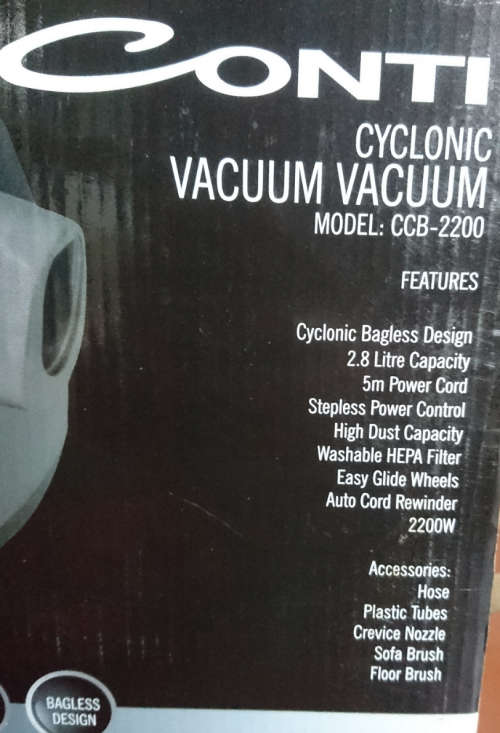 CONTI
CYCLONIC
VACUUM VACUUM
MODEL: CCB-2200
FEATURES
Cyclonic Bagless Design
2.8 Litre Capacity
5m Power Cord
Stepless Power Control
High Dust Capacity
Washable HEPA Filter
Easy Glide Wheels
Auto Cord Rewinder
2200W
Accessories:
Hose
Plastic Tubes
Crevice Nozzle
Sofa Brush
Floor Brush
BAGLESS
DESIGN